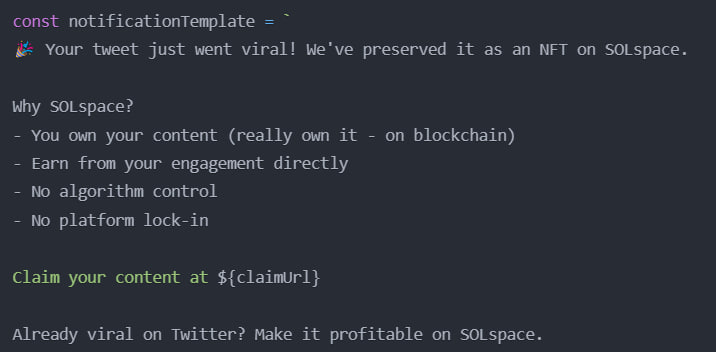 const notificationTemplate = `
🎉 Your tweet just went viral! We've preserved it as an NFT on SOLspace.
Why SOLspace?
- You own your content (really own it - on blockchain)
- Earn from your engagement directly
- No algorithm control
- No platform lock-in
Claim your content at ${claimUrl}
Already viral on Twitter? Make it profitable on SOLspace.